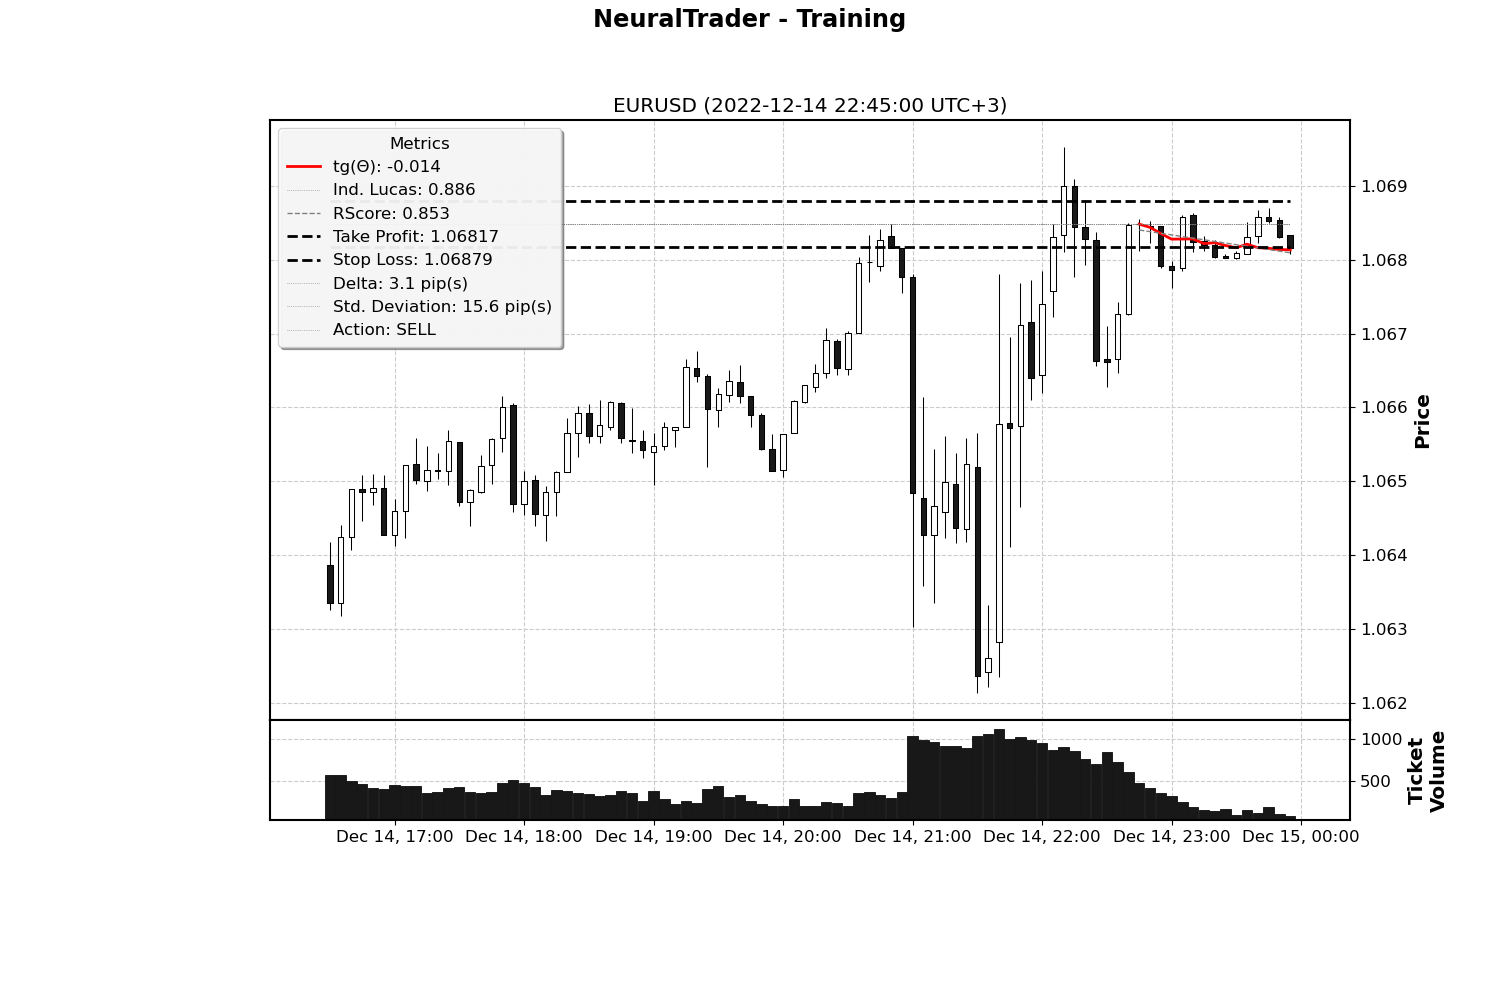 NeuralTrader - Training
EURUSD (2022-12-14 22:45:00 UTC+3)
Metrics
tg(Θ): -0.014
Ind. Lucas: 0.886
RScore: 0.853
Take Profit: 1.06817
Stop Loss: 1.06879
Delta: 3.1 pip(s)
Std. Deviation: 15.6 pip(s)
Action: SELL
1.069
1.068
1.067
1.066
1.065
1.064
1.063
1.062
Price
1000
500
Ticket
Volume
Dec 14, 17:00
Dec 14, 18:00
Dec 14, 19:00
Dec 14, 20:00
Dec 14, 21:00
Dec 14, 22:00
Dec 14, 23:00
Dec 15, 00:00